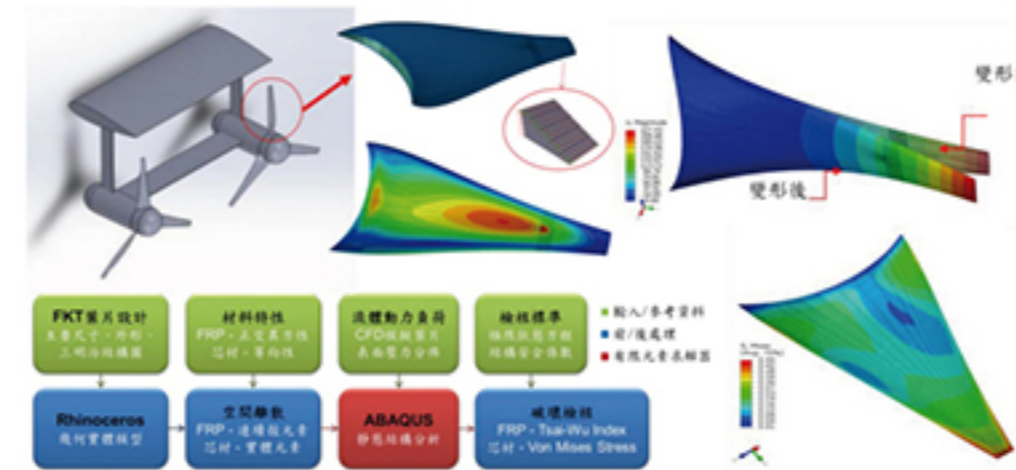 變形
變形後
FKT葉片設計
主要尺寸、外形、
三明治結構圖
材料特性
FRP - 正交異方性
芯材 - 等向性
流體動力負荷
CFD模擬葉片
表面壓力分佈
檢核標準
極限狀態方程
結構安全係數
輸入/參考資料
前/後處理
有限元素求解器
Rhinoceros
幾何實體模型
空間離散
FRP - 連續殼元素
芯材 - 實體元素
ABAQUS
靜態結構分析
破壞檢核
FRP - Tsai-Wu Index
芯材 - Von Mises Stress